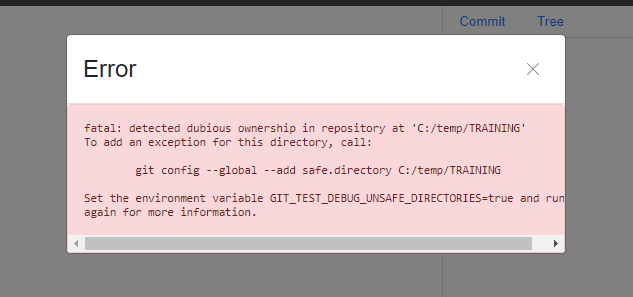 Commit Tree
Error
fatal: detected dubious ownership in repository at 'C:/temp/TRAINING'
To add an exception for this directory, call:
git config --global --add safe.directory C:/temp/TRAINING
Set the environment variable GIT_TEST_DEBUG_UNSAFE_DIRECTORIES=true and run
again for more information.